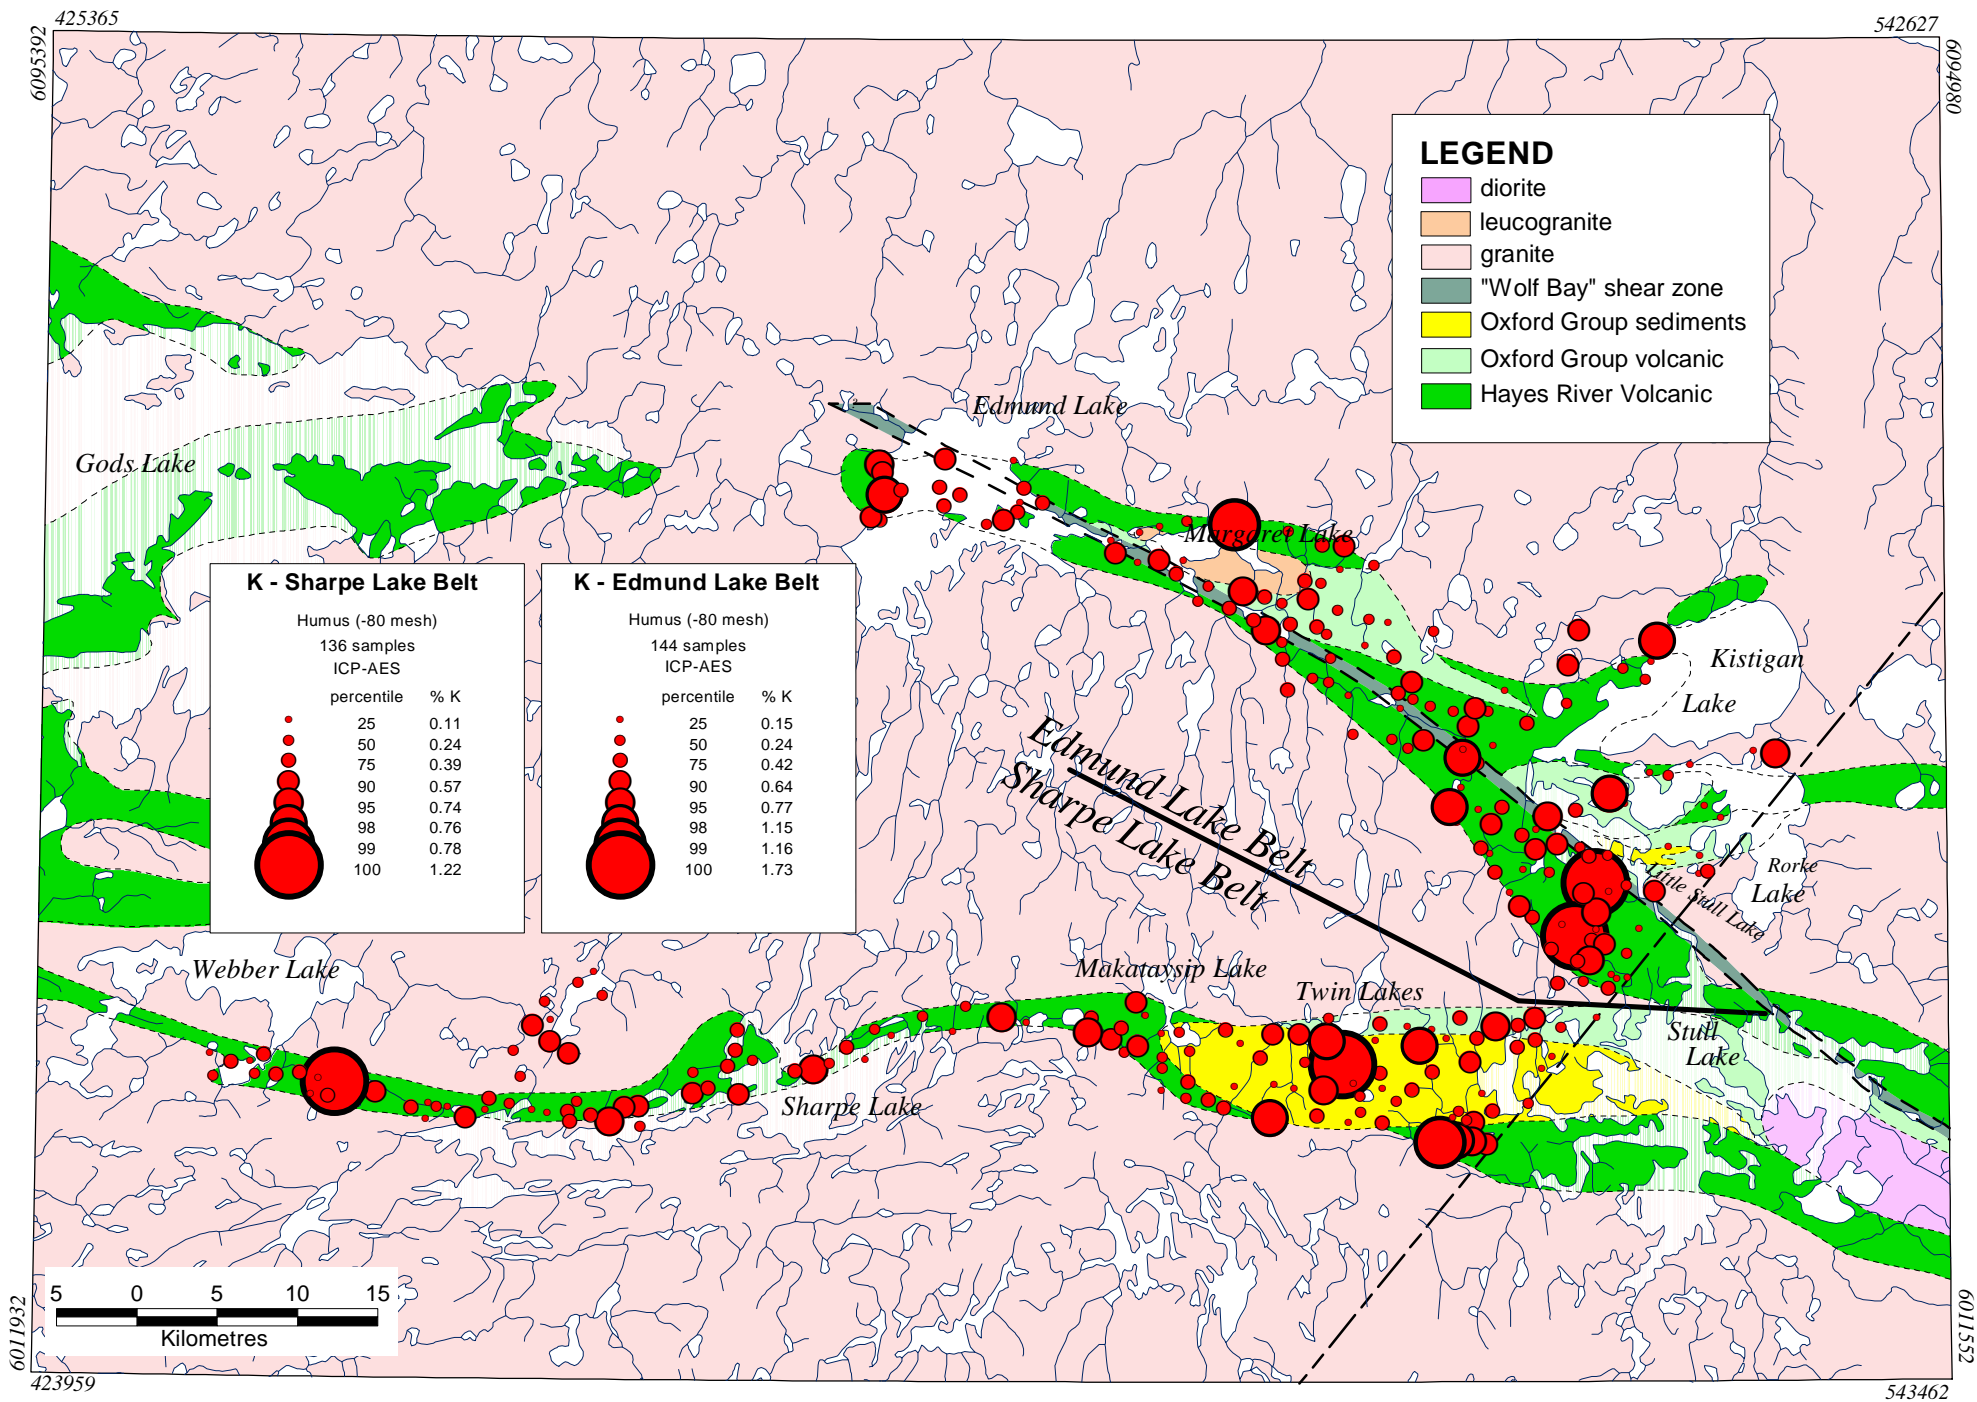 425365
542627
6095392
6094980
LEGEND
diorite
leucogranite
granite
"Wolf Bay" shear zone
Oxford Group sediments
Oxford Group volcanic
Hayes River Volcanic
Edmund Lake
Gods Lake
Margaret Lake
K - Sharpe Lake Belt
Humus (-80 mesh)
136 samples
ICP-AES
percentile % K
25 0.11
50 0.24
75 0.39
90 0.57
95 0.74
98 0.76
99 0.78
100 1.22
K - Edmund Lake Belt
Humus (-80 mesh)
144 samples
ICP-AES
percentile % K
25 0.15
50 0.24
75 0.42
90 0.64
95 0.77
98 1.15
99 1.16
100 1.73
Kistigan
Lake
Edmund Lake Belt
Sharpe Lake Belt
Rorke
Lake
Little Stull Lake
Webber Lake
Makataysip Lake
Twin Lakes
Stull
Lake
Sharpe Lake
5 0 5 10 15
Kilometres
6011932
6011552
423959
543462